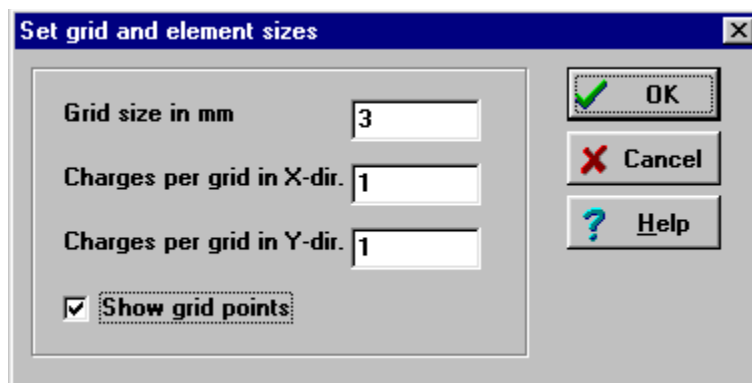 Set grid and element sizes
Grid size in mm 3
Charges per grid in X-dir. 1
Charges per grid in Y-dir. 1
Show grid points
OK
Cancel
Help